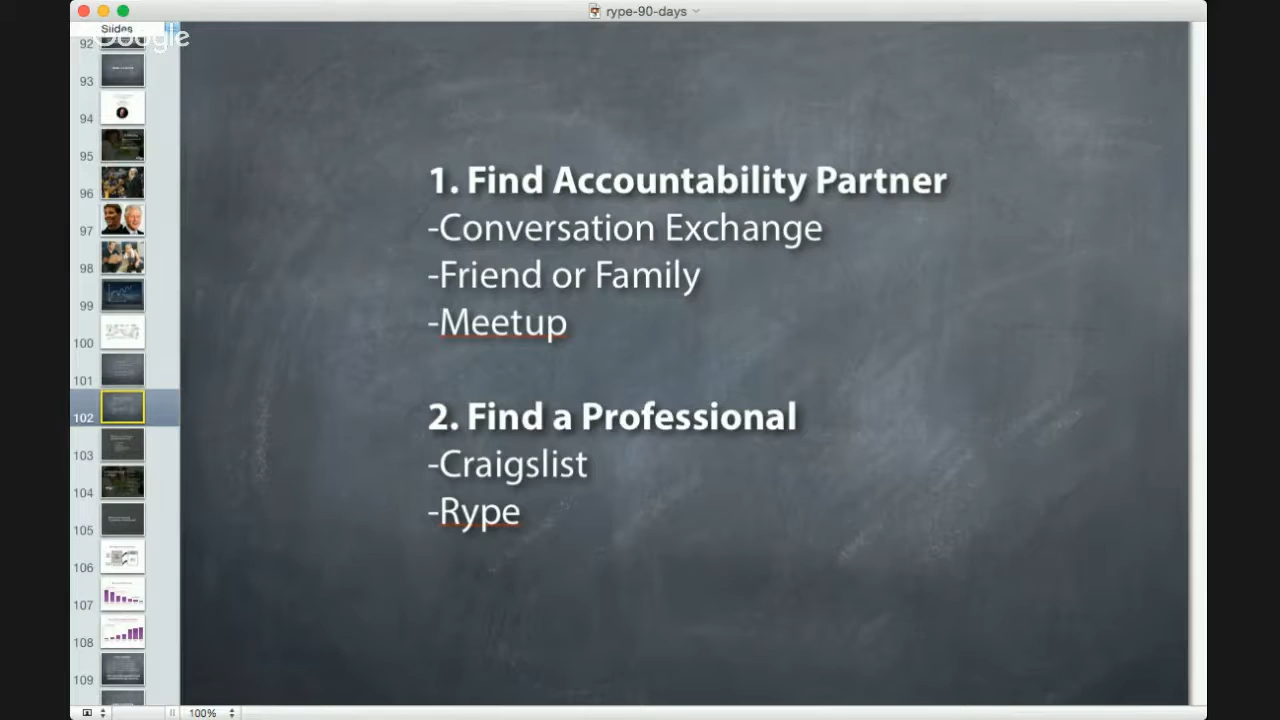 rype-90-days
Slides
Google
92
93
94
95
96
97
98
99
100
101
102
103
104
105
106
107
108
109
1. Find Accountability Partner
-Conversation Exchange
-Friend or Family
-Meetup
2. Find a Professional
-Craigslist
-Rype
100%